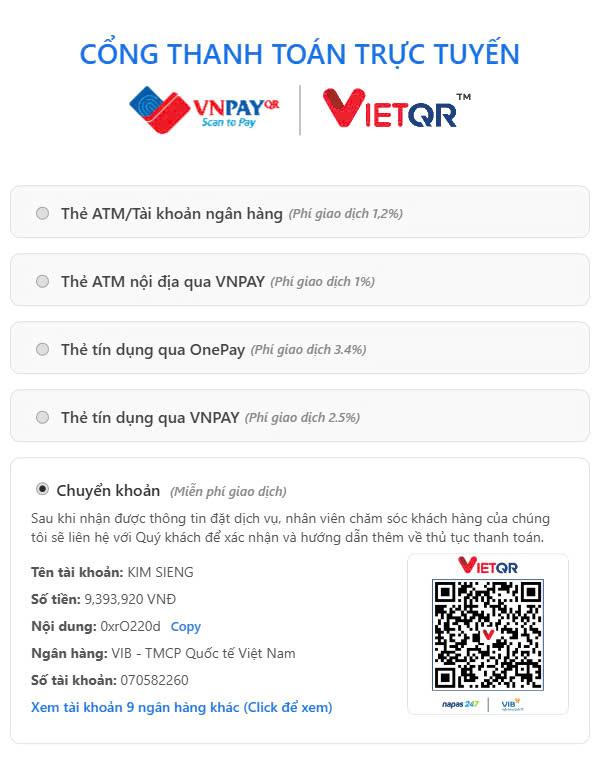 CỔNG THANH TOÁN TRỰC TUYẾN
VNPAY QR
Scan to Pay
VIETQR™
Thẻ ATM/Tài khoản ngân hàng (Phí giao dịch 1,2%)
Thẻ ATM nội địa qua VNPAY (Phí giao dịch 1%)
Thẻ tín dụng qua OnePay (Phí giao dịch 3.4%)
Thẻ tín dụng qua VNPAY (Phí giao dịch 2.5%)
Chuyển khoản (Miễn phí giao dịch)
Sau khi nhận được thông tin đặt dịch vụ, nhân viên chăm sóc khách hàng của chúng
tôi sẽ liên hệ với Quý khách để xác nhận và hướng dẫn thêm về thủ tục thanh toán.
Tên tài khoản: KIM SIENG
Số tiền: 9,393,920 VNĐ
Nội dung: 0xrO220d Copy
Ngân hàng: VIB - TMCP Quốc tế Việt Nam
Số tài khoản: 070582260
Xem tài khoản 9 ngân hàng khác (Click để xem)
VIETQR
napas 247
VIB